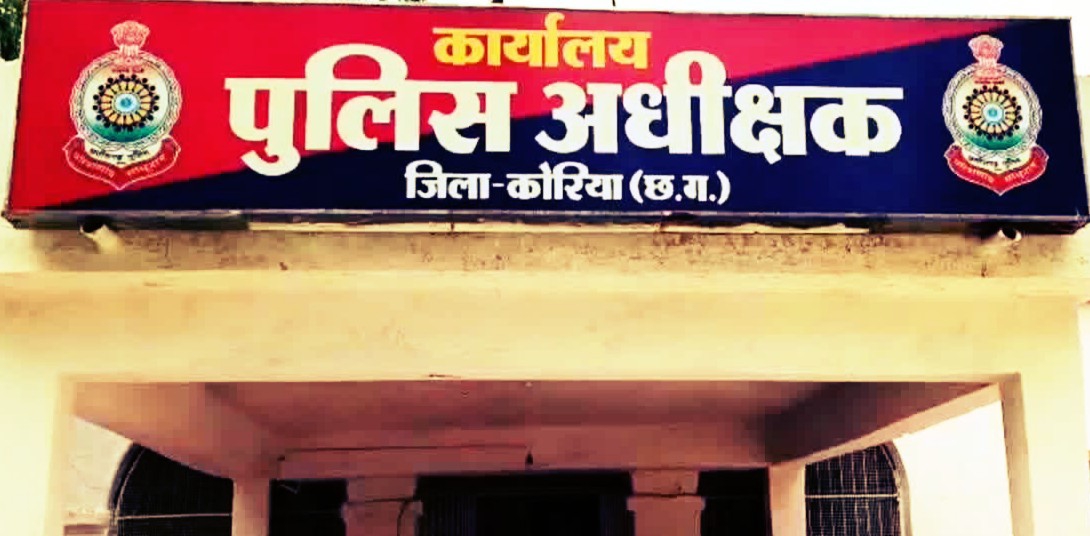 कार्यालय
पुलिस अधीक्षक
जिला-कोरिया (छ.ग.)